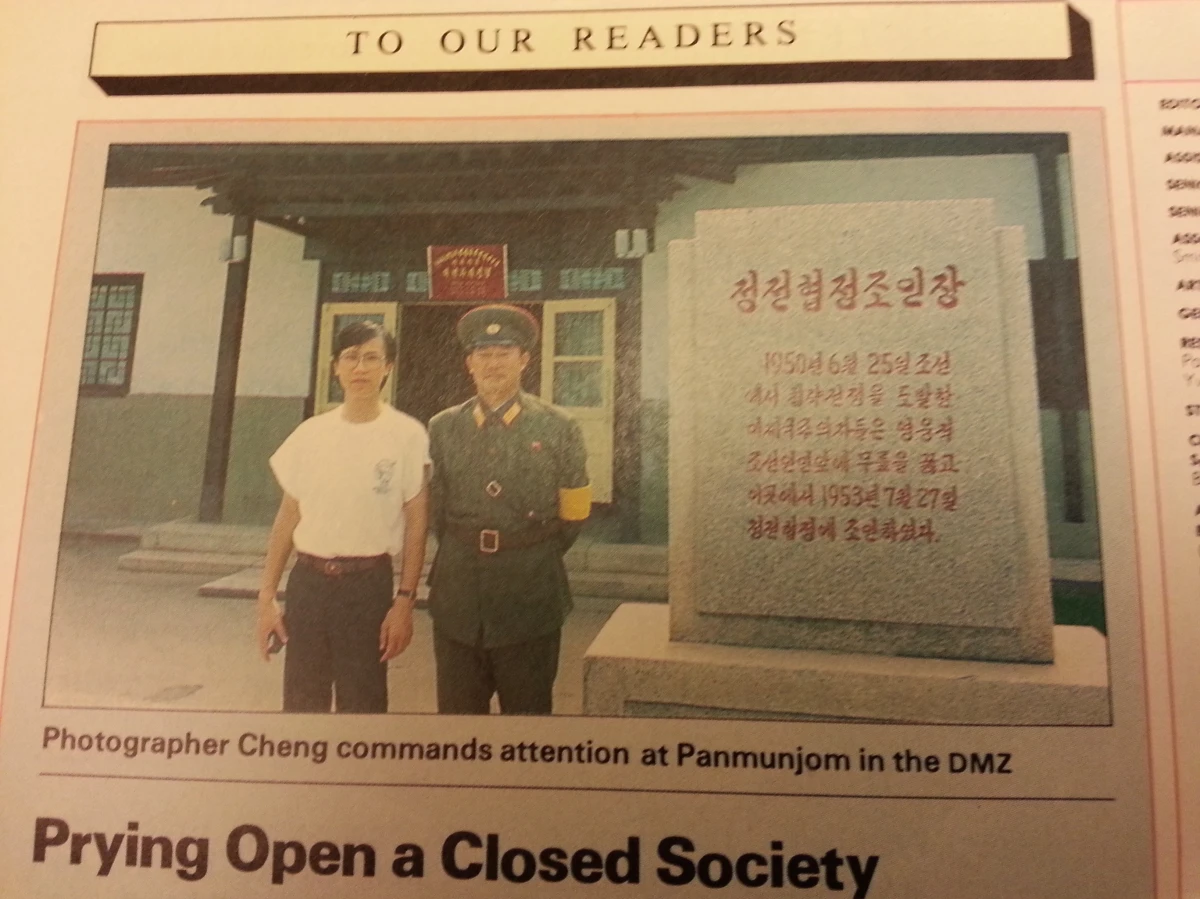 TO OUR READERS
정전협정조인장
1950년 6월 25일 조선
에서 침략전쟁을 도발한
미제국주의자들은 영웅적
조선인민앞에 무릎을 꿇고
이곳에서 1953년 7월 27일
정전협정에 조인하였다.
Photographer Cheng commands attention at Panmunjom in the DMZ
Prying Open a Closed Society